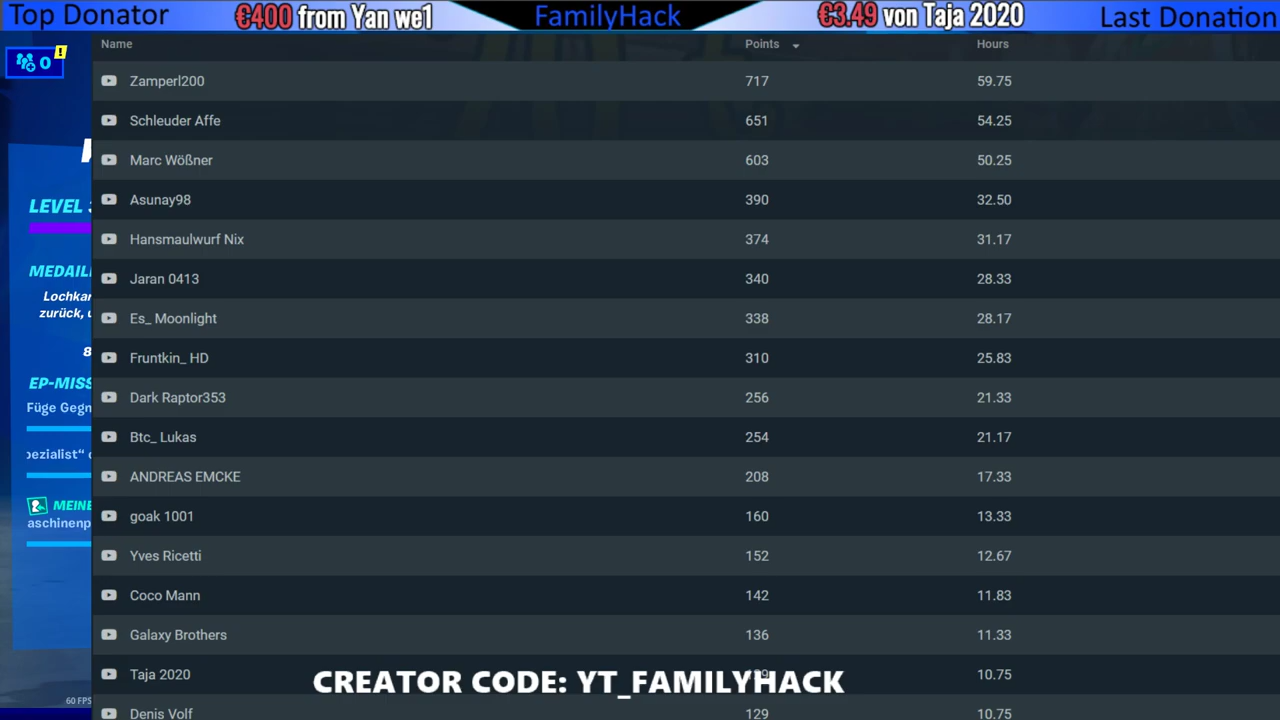 Top Donator €400 from Yan we1 FamilyHack €3.49 von Taja 2020 Last Donation
Name Points Hours
0 !
Zamperl200 717 59.75
Schleuder Affe 651 54.25
Marc Wößner 603 50.25
Asunay98 390 32.50
LEVEL
Hansmaulwurf Nix 374 31.17
MEDAIL
Jaran 0413 340 28.33
Lochkar
zurück, u
Es_ Moonlight 338 28.17
8
Fruntkin_ HD 310 25.83
EP-MISS
Füge Gegn
Dark Raptor353 256 21.33
Btc_ Lukas 254 21.17
pezialist“
ANDREAS EMCKE 208 17.33
MEINE
aschinenp
goak 1001 160 13.33
Yves Ricetti 152 12.67
Coco Mann 142 11.83
Galaxy Brothers 136 11.33
Taja 2020 10.75
CREATOR CODE: YT_FAMILYHACK
60 FPS
Denis Volf 129 10.75